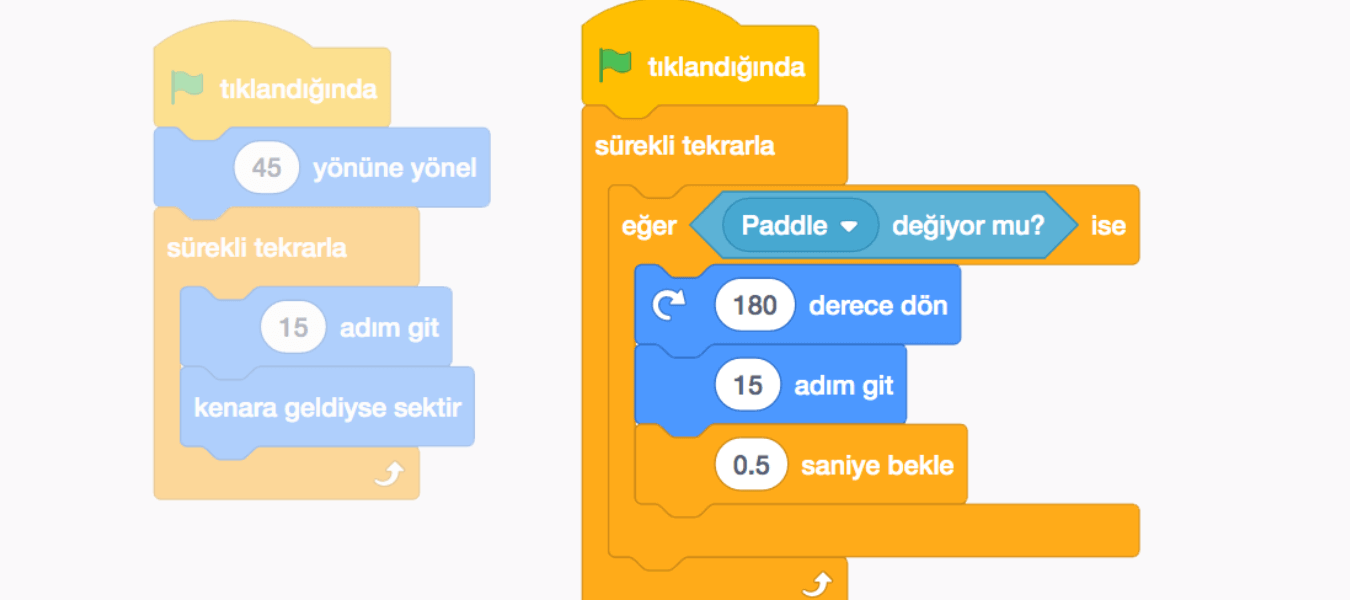 tıklandığında
45 yönüne yönel
sürekli tekrarla
15 adım git
kenara geldiyse sektir
tıklandığında
sürekli tekrarla
eğer Paddle değiyor mu? ise
180 derece dön
15 adım git
0.5 saniye bekle